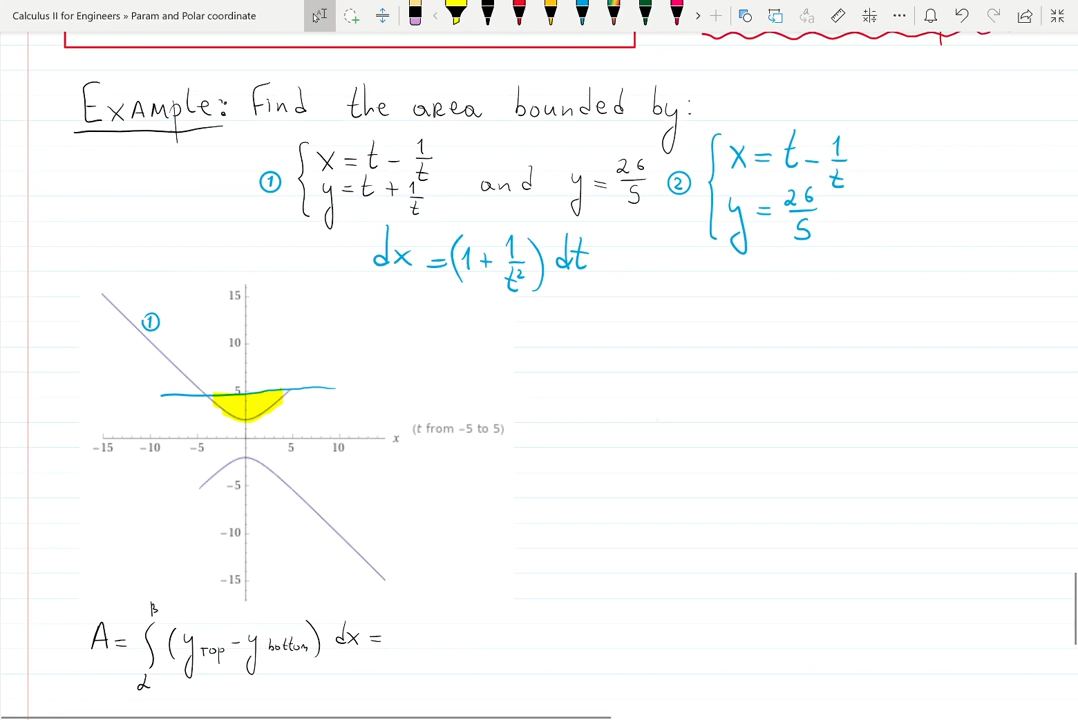 Calculus II for Engineers » Param and Polar coordinate
Example: Find the area bounded by:
① { x = t - 1/t
y = t + 1/t and y = 26/5 ② { x = t - 1/t
y = 26/5
dx = (1 + 1/t²) dt
15
①
10
5
(t from -5 to 5)
-15 -10 -5 5 10 x
-5
-10
-15
A = ∫_α^β (y_Top - y_bottom) dx =